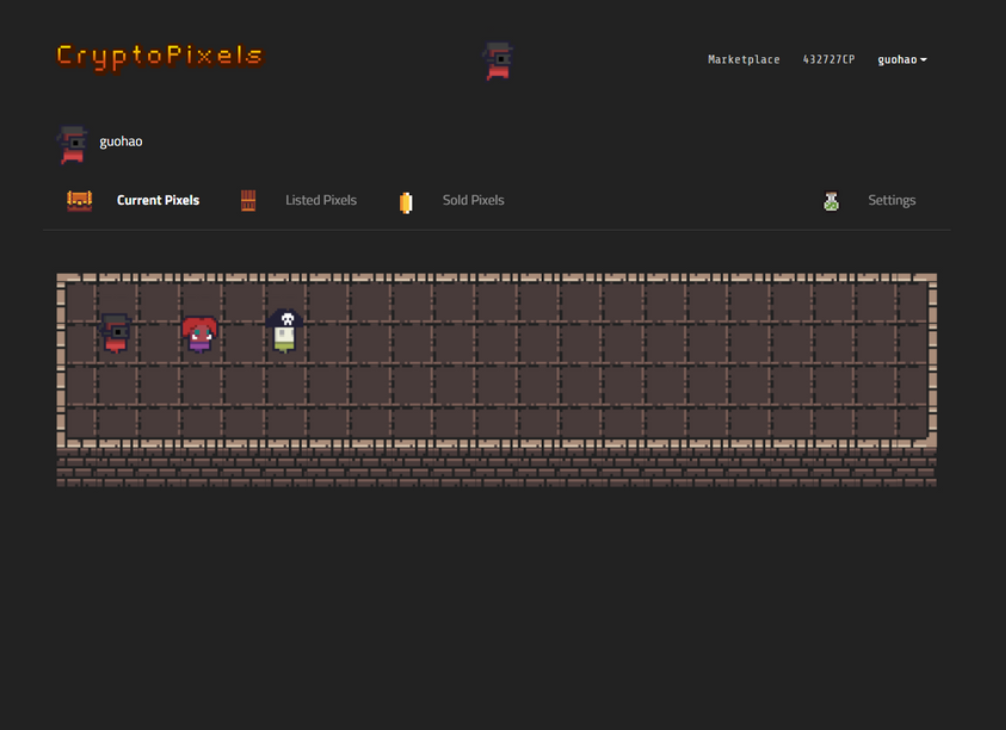 CryptoPixels
Marketplace 432727CP guohao
guohao
Current Pixels Listed Pixels Sold Pixels Settings